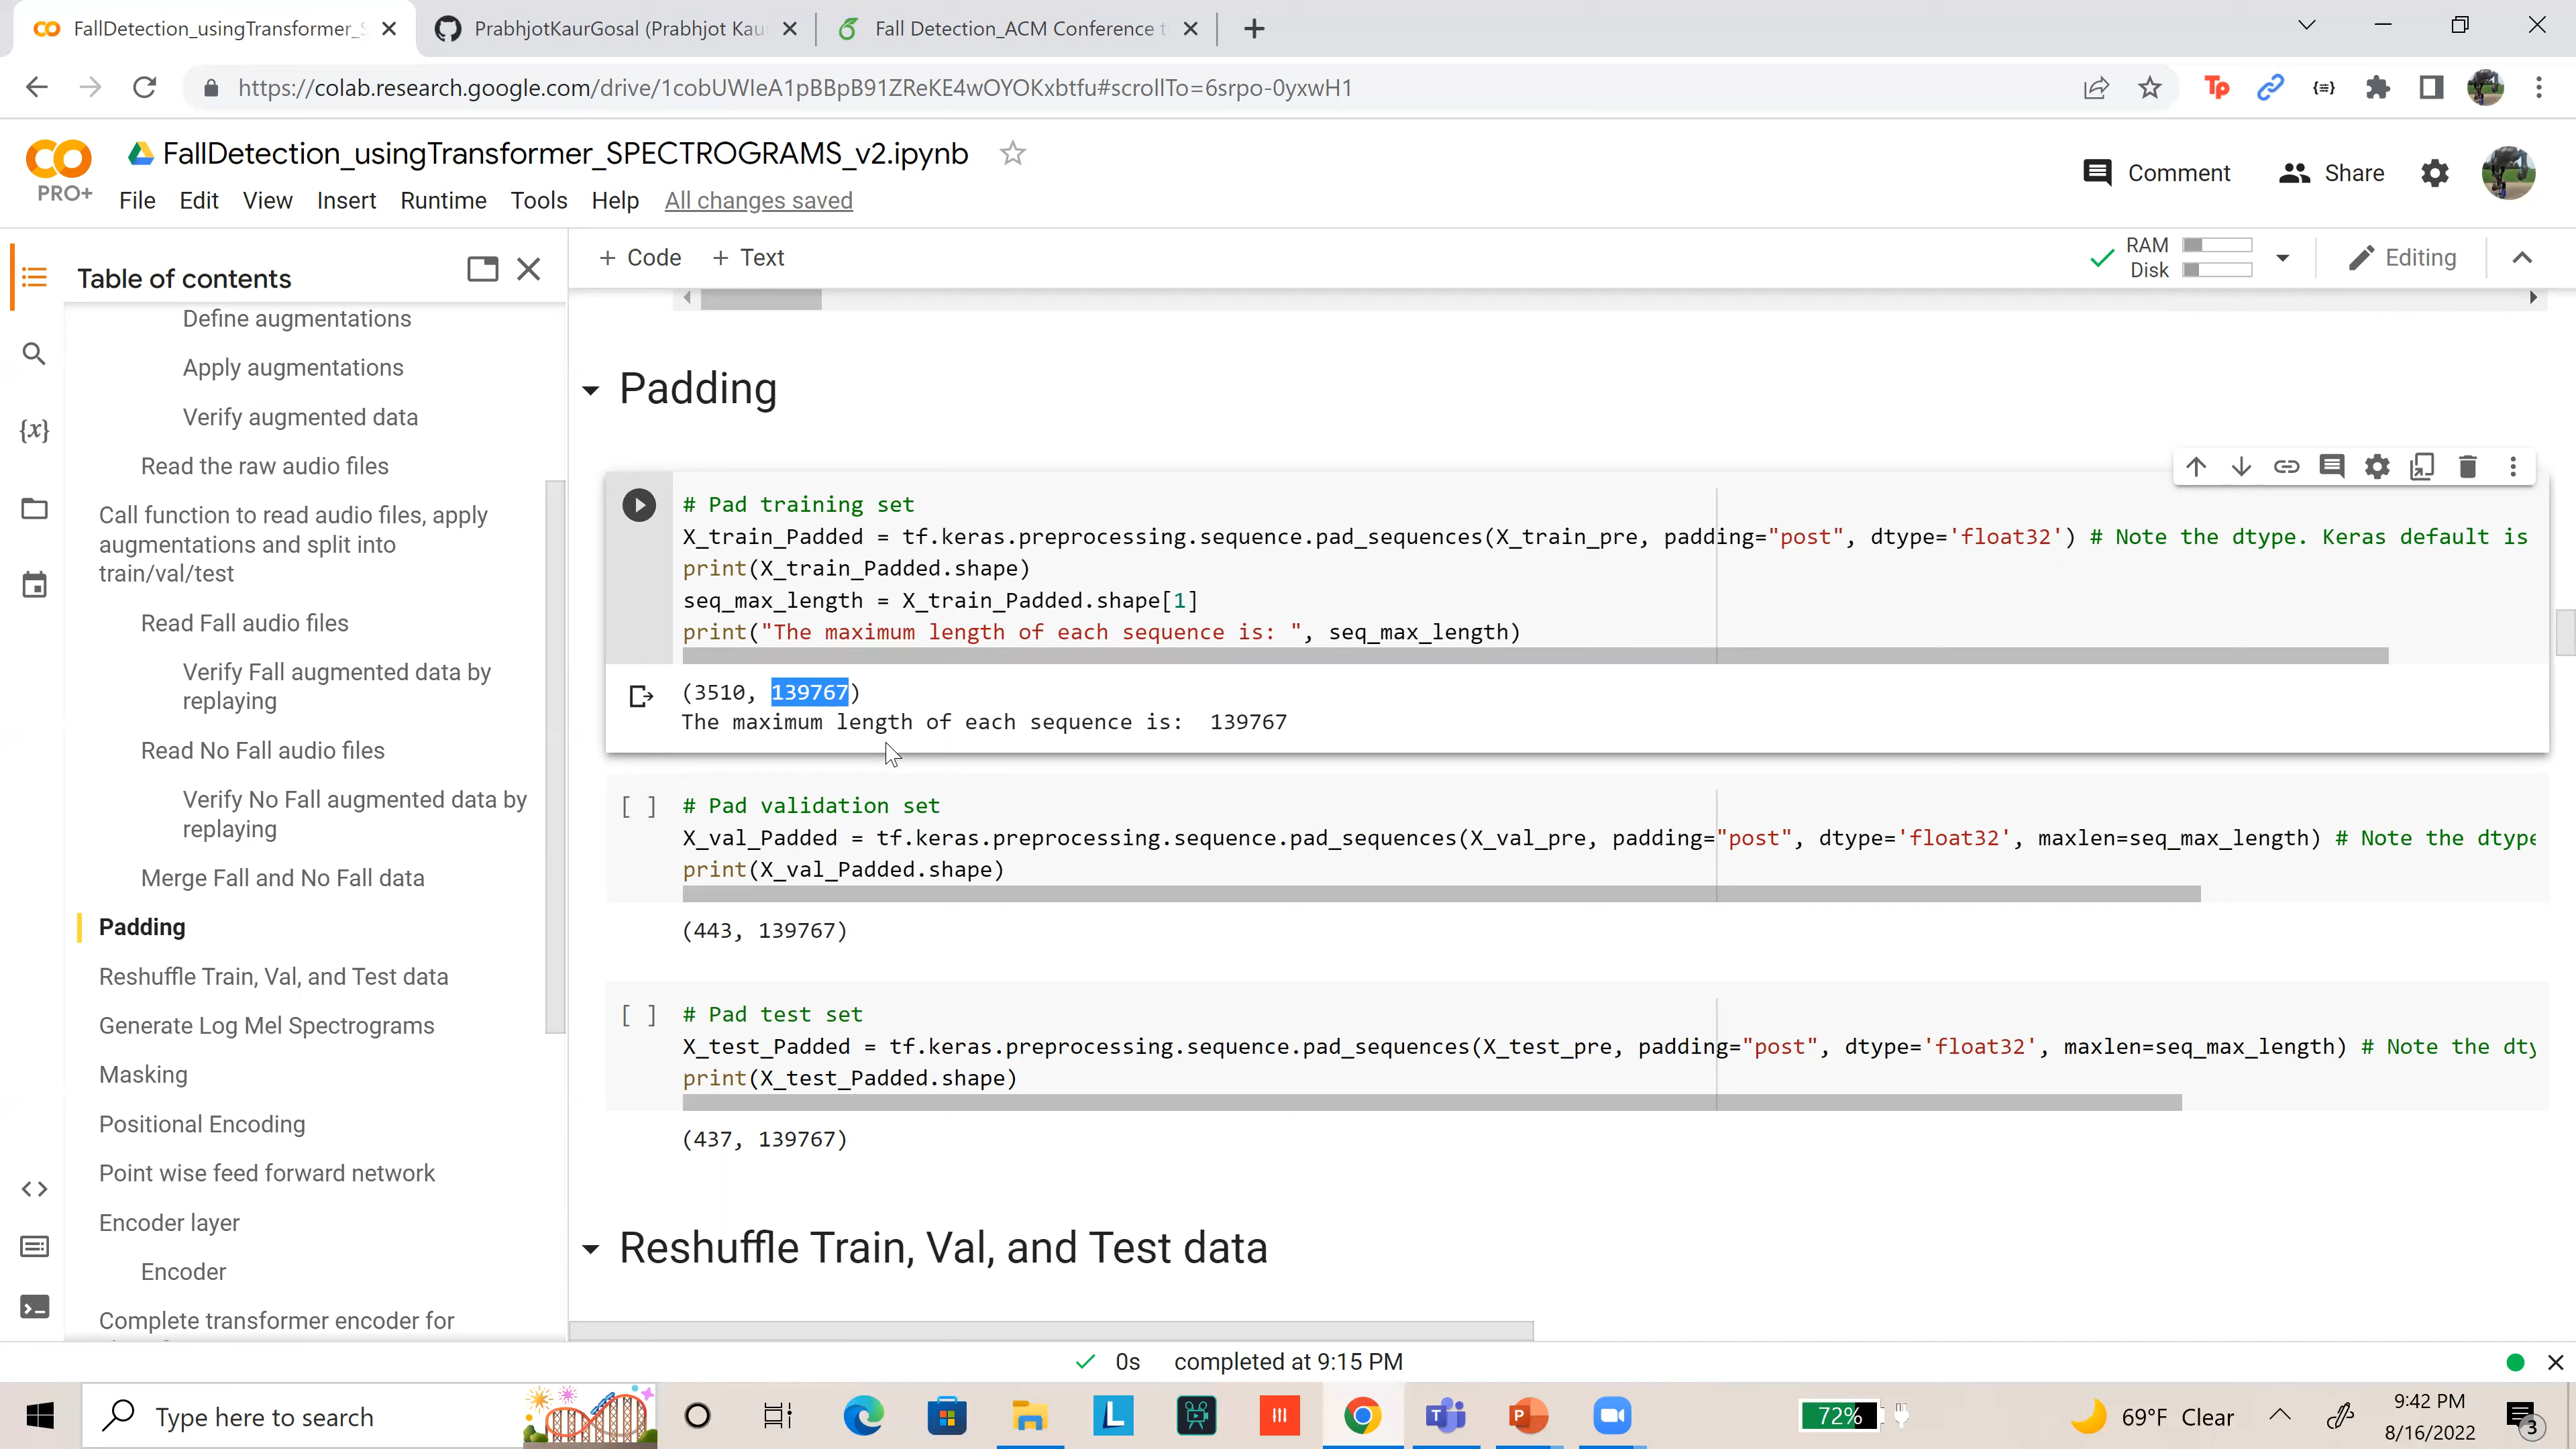 FallDetection_usingTransformer_S
PrabhjotKaurGosal (Prabhjot Kau
Fall Detection_ACM Conference t
https://colab.research.google.com/drive/1cobUWIeA1pBBpB91ZReKE4wOYOKxbtfu#scrollTo=6srpo-0yxwH1
Tp
PRO+
FallDetection_usingTransformer_SPECTROGRAMS_v2.ipynb
File Edit View Insert Runtime Tools Help All changes saved
Comment
Share
Table of contents
+ Code + Text
RAM
Disk
Editing
Define augmentations
Apply augmentations
Verify augmented data
Read the raw audio files
Call function to read audio files, apply
augmentations and split into
train/val/test
Read Fall audio files
Verify Fall augmented data by
replaying
Read No Fall audio files
Verify No Fall augmented data by
replaying
Merge Fall and No Fall data
Padding
Reshuffle Train, Val, and Test data
Generate Log Mel Spectrograms
Masking
Positional Encoding
Point wise feed forward network
Encoder layer
Encoder
Complete transformer encoder for
Padding
# Pad training set
X_train_Padded = tf.keras.preprocessing.sequence.pad_sequences(X_train_pre, padding="post", dtype='float32') # Note the dtype. Keras default is
print(X_train_Padded.shape)
seq_max_length = X_train_Padded.shape[1]
print("The maximum length of each sequence is: ", seq_max_length)
(3510, 139767)
The maximum length of each sequence is:  139767
[ ] # Pad validation set
X_val_Padded = tf.keras.preprocessing.sequence.pad_sequences(X_val_pre, padding="post", dtype='float32', maxlen=seq_max_length) # Note the dtype
print(X_val_Padded.shape)
(443, 139767)
[ ] # Pad test set
X_test_Padded = tf.keras.preprocessing.sequence.pad_sequences(X_test_pre, padding="post", dtype='float32', maxlen=seq_max_length) # Note the dty
print(X_test_Padded.shape)
(437, 139767)
Reshuffle Train, Val, and Test data
0s completed at 9:15 PM
Type here to search
72%
69°F Clear
9:42 PM
8/16/2022
3